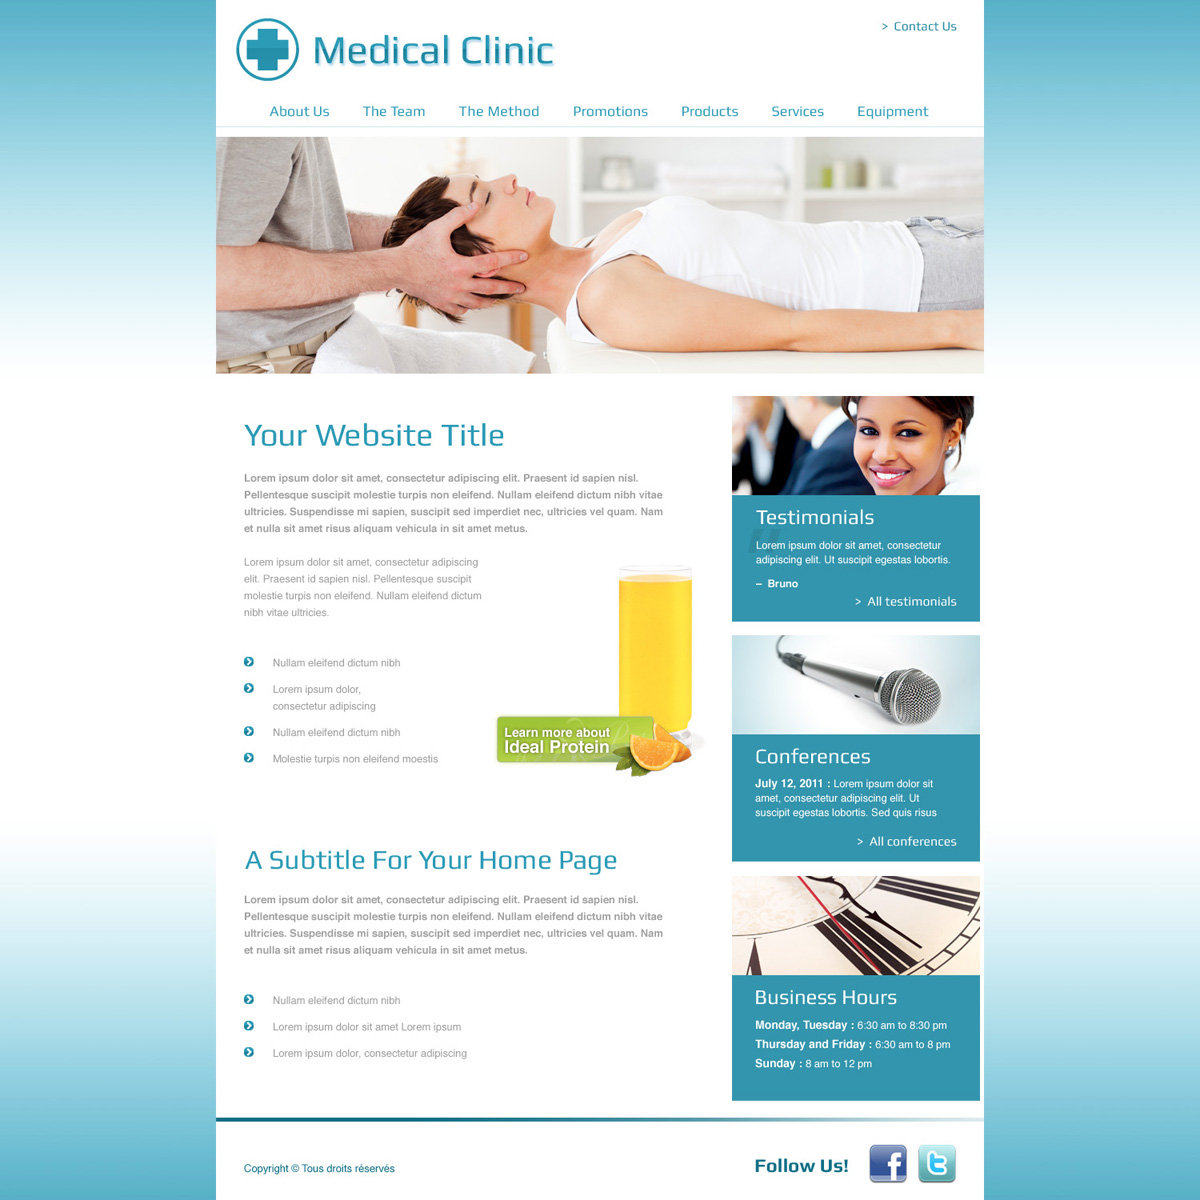 Medical Clinic
> Contact Us
About Us The Team The Method Promotions Products Services Equipment
Your Website Title
Lorem ipsum dolor sit amet, consectetur adipiscing elit. Praesent id sapien nisl.
Pellentesque suscipit molestie turpis non eleifend. Nullam eleifend dictum nibh vitae
ultricies. Suspendisse mi sapien, suscipit sed imperdiet nec, ultricies vel quam. Nam
et nulla sit amet risus aliquam vehicula in sit amet metus.
Lorem ipsum dolor sit amet, consectetur adipiscing
elit. Praesent id sapien nisl. Pellentesque suscipit
molestie turpis non eleifend. Nullam eleifend dictum
nibh vitae ultricies.
Nullam eleifend dictum nibh
Lorem ipsum dolor,
consectetur adipiscing
Nullam eleifend dictum nibh
Molestie turpis non eleifend moestis
Learn more about
Ideal Protein
A Subtitle For Your Home Page
Lorem ipsum dolor sit amet, consectetur adipiscing elit. Praesent id sapien nisl.
Pellentesque suscipit molestie turpis non eleifend. Nullam eleifend dictum nibh vitae
ultricies. Suspendisse mi sapien, suscipit sed imperdiet nec, ultricies vel quam. Nam
et nulla sit amet risus aliquam vehicula in sit amet metus.
Nullam eleifend dictum nibh
Lorem ipsum dolor sit amet Lorem ipsum
Lorem ipsum dolor, consectetur adipiscing
Testimonials
Lorem ipsum dolor sit amet, consectetur
adipiscing elit. Ut suscipit egestas lobortis.
– Bruno
> All testimonials
Conferences
July 12, 2011 : Lorem ipsum dolor sit
amet, consectetur adipiscing elit. Ut
suscipit egestas lobortis. Sed quis risus
> All conferences
Business Hours
Monday, Tuesday : 6:30 am to 8:30 pm
Thursday and Friday : 6:30 am to 8 pm
Sunday : 8 am to 12 pm
Copyright © Tous droits réservés
Follow Us!
f
t